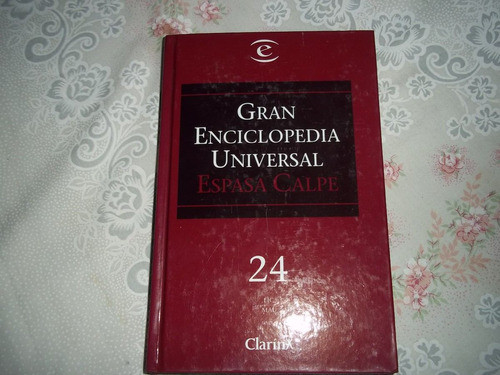 e
GRAN
ENCICLOPEDIA
UNIVERSAL
ESPASA CALPE
24
Clarín